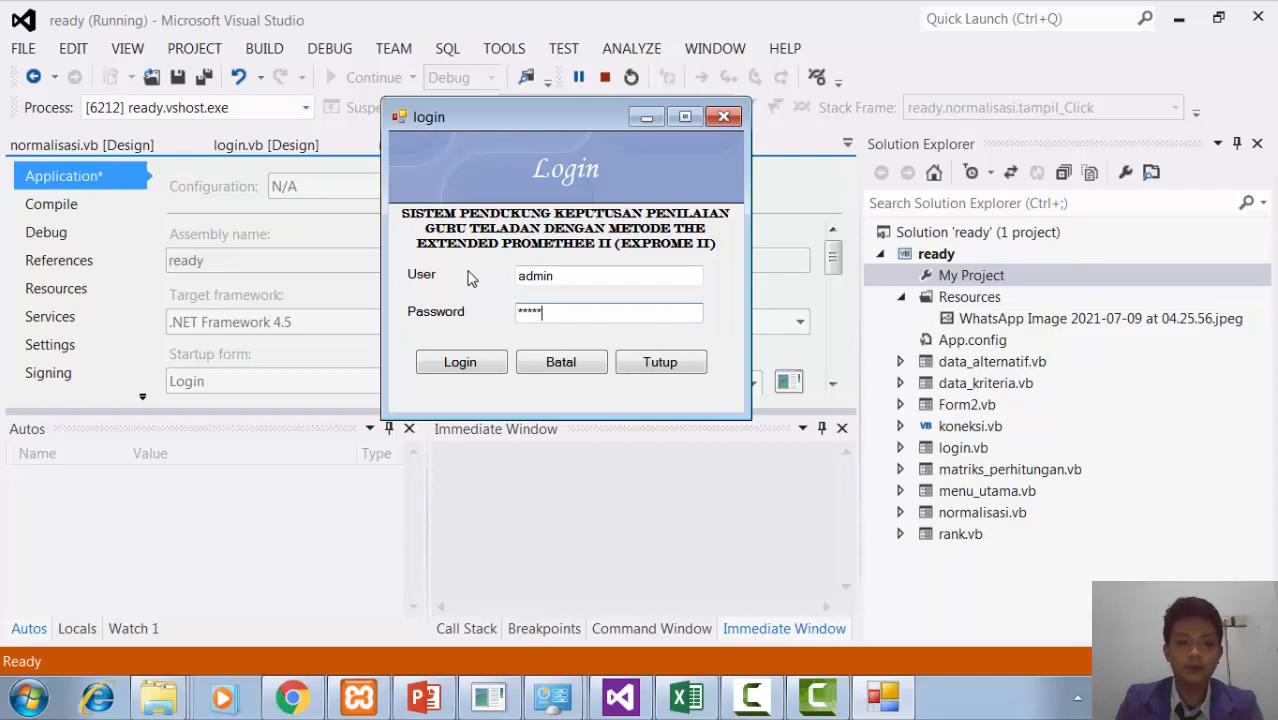 ready (Running) - Microsoft Visual Studio
Quick Launch (Ctrl+Q)
FILE EDIT VIEW PROJECT BUILD DEBUG TEAM SQL TOOLS TEST ANALYZE WINDOW HELP
Continue Debug
Process: [6212] ready.vshost.exe
Stack Frame: ready.normalisasi.tampil_Click
normalisasi.vb [Design] login.vb [Design]
Application*
Compile
Debug
References
Resources
Services
Settings
Signing
Configuration: N/A
Assembly name:
ready
Target framework:
.NET Framework 4.5
Startup form:
Login
login
Login
SISTEM PENDUKUNG KEPUTUSAN PENILAIAN
GURU TELADAN DENGAN METODE THE
EXTENDED PROMETHEE II (EXPROME II)
User admin
Password *****
Login Batal Tutup
Solution Explorer
Search Solution Explorer (Ctrl+;)
Solution 'ready' (1 project)
VB ready
My Project
Resources
WhatsApp Image 2021-07-09 at 04.25.56.jpeg
App.config
data_alternatif.vb
data_kriteria.vb
Form2.vb
VB koneksi.vb
login.vb
matriks_perhitungan.vb
menu_utama.vb
normalisasi.vb
rank.vb
Autos
Name Value Type
Immediate Window
Autos Locals Watch 1
Call Stack Breakpoints Command Window Immediate Window
Ready